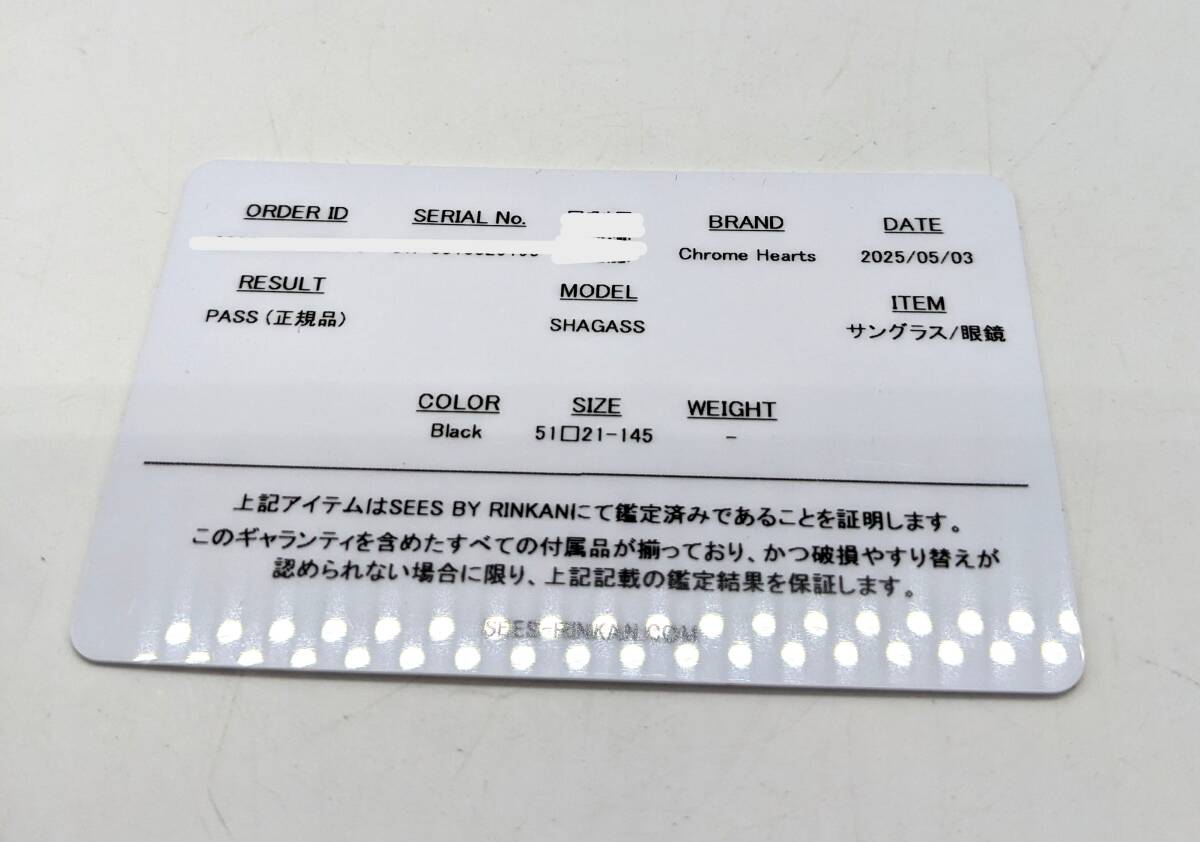 ORDER ID SERIAL No. BRAND DATE
Chrome Hearts 2025/05/03
RESULT MODEL ITEM
PASS (正規品) SHAGASS サングラス/眼鏡
COLOR SIZE WEIGHT
Black 51□21-145 -
上記アイテムはSEES BY RINKANにて鑑定済みであることを証明します。
このギャランティを含めたすべての付属品が揃っており、かつ破損やすり替えが
認められない場合に限り、上記記載の鑑定結果を保証します。
SEES-RINKAN.COM